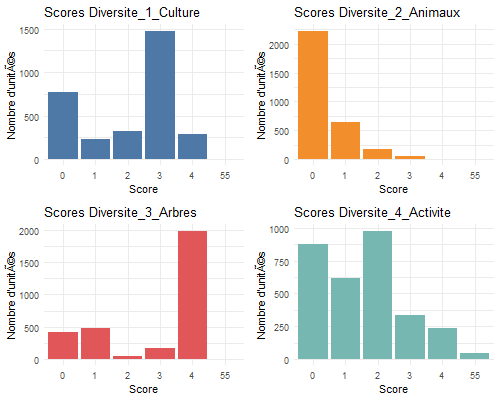 Scores Diversite_1_Culture
Nombre d'unitÃ©s
1500
1000
500
0
0 1 2 3 4 55
Score
Scores Diversite_2_Animaux
Nombre d'unitÃ©s
2000
1500
1000
500
0
0 1 2 3 4 55
Score
Scores Diversite_3_Arbres
Nombre d'unitÃ©s
2000
1500
1000
500
0
0 1 2 3 4 55
Score
Scores Diversite_4_Activite
Nombre d'unitÃ©s
1000
750
500
250
0
0 1 2 3 4 55
Score